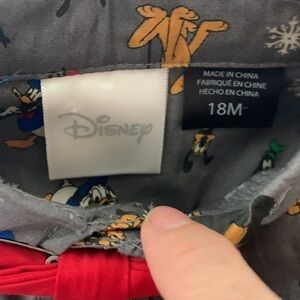 Disney
MADE IN CHINA
FABRIQUÉ EN CHINE
HECHO EN CHINA
18M